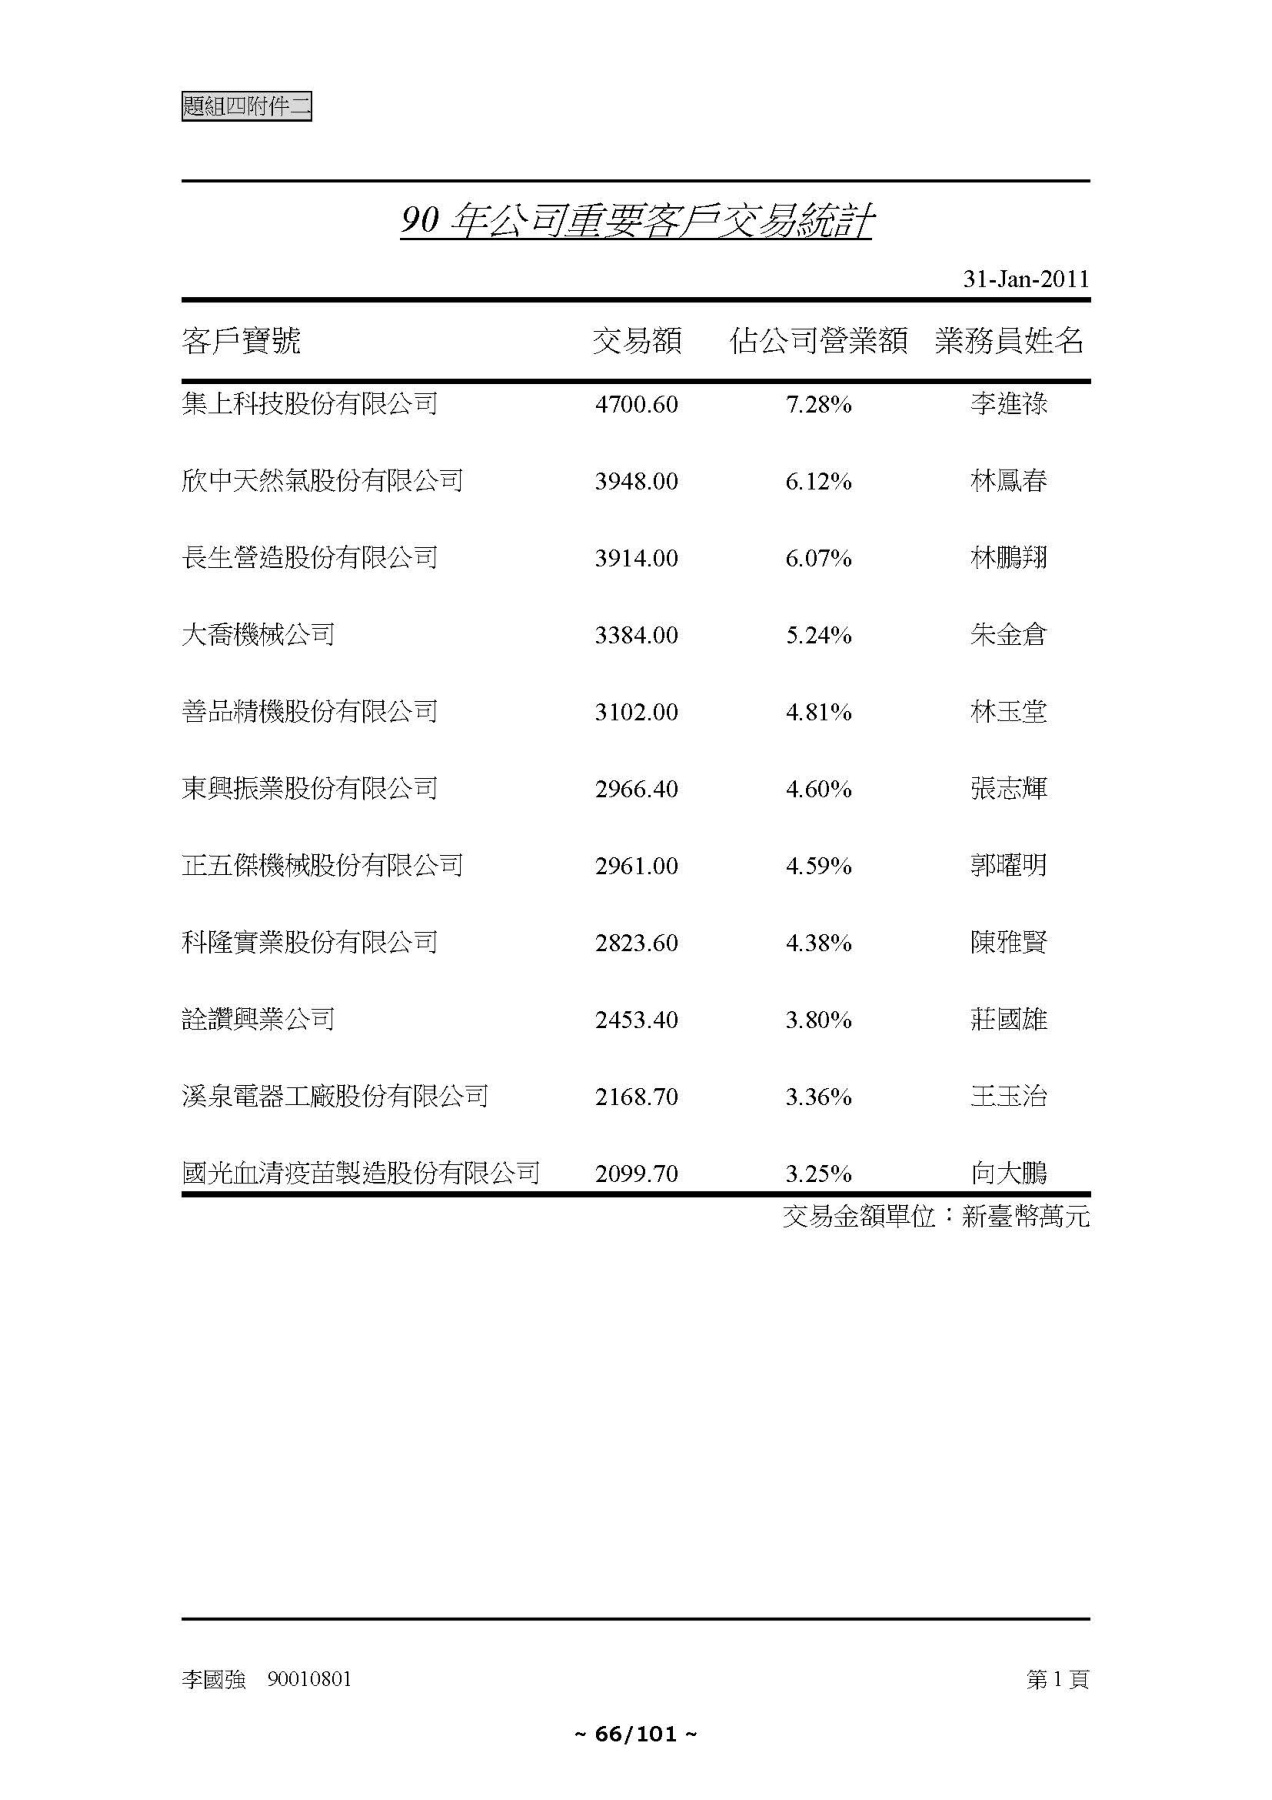 題組四附件二
90 年公司重要客戶交易統計
31-Jan-2011
客戶寶號 交易額 佔公司營業額 業務員姓名
集上科技股份有限公司 4700.60 7.28% 李進祿
欣中天然氣股份有限公司 3948.00 6.12% 林鳳春
長生營造股份有限公司 3914.00 6.07% 林鵬翔
大喬機械公司 3384.00 5.24% 朱金倉
善品精機股份有限公司 3102.00 4.81% 林玉堂
東興振業股份有限公司 2966.40 4.60% 張志輝
正五傑機械股份有限公司 2961.00 4.59% 郭曜明
科隆實業股份有限公司 2823.60 4.38% 陳雅賢
詮讚興業公司 2453.40 3.80% 莊國雄
溪泉電器工廠股份有限公司 2168.70 3.36% 王玉治
國光血清疫苗製造股份有限公司 2099.70 3.25% 向大鵬
交易金額單位：新臺幣萬元
李國強 90010801 第 1 頁
~ 66/101 ~